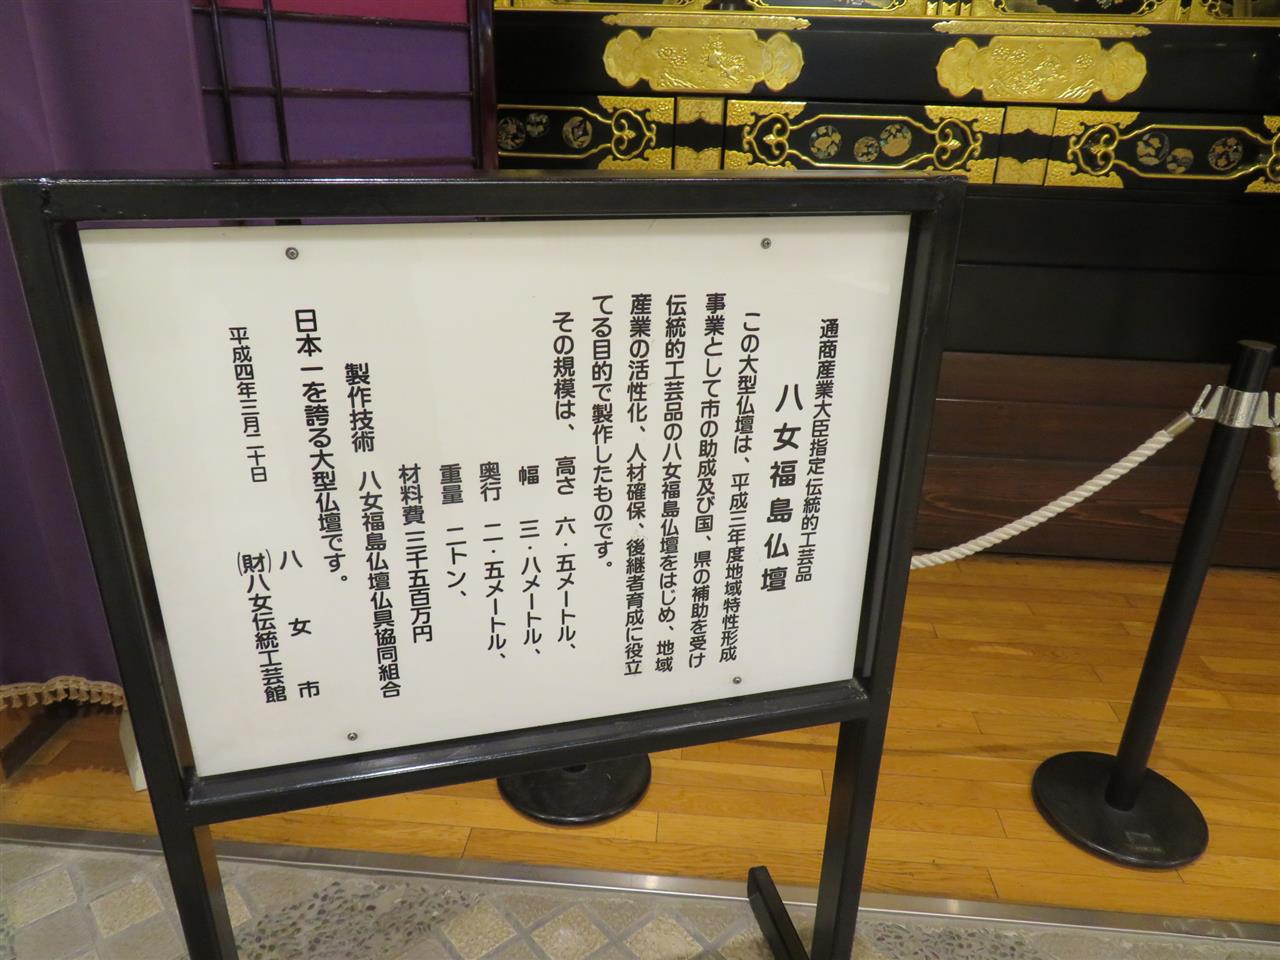 通商産業大臣指定伝統的工芸品
八女福島仏壇
この大型仏壇は、平成三年度地域特性形成
事業として市の助成及び国、県の補助を受け
伝統的工芸品の八女福島仏壇をはじめ、地域
産業の活性化、人材確保、後継者育成に役立
てる目的で製作したものです。
その規模は、 高さ 六・五メートル、
幅 三・八メートル、
奥行 二・五メートル、
重量 二トン、
材料費 三千五百万円
製作技術 八女福島仏壇仏具協同組合
日本一を誇る大型仏壇です。
平成四年三月二十日
八女市
(財)八女伝統工芸館